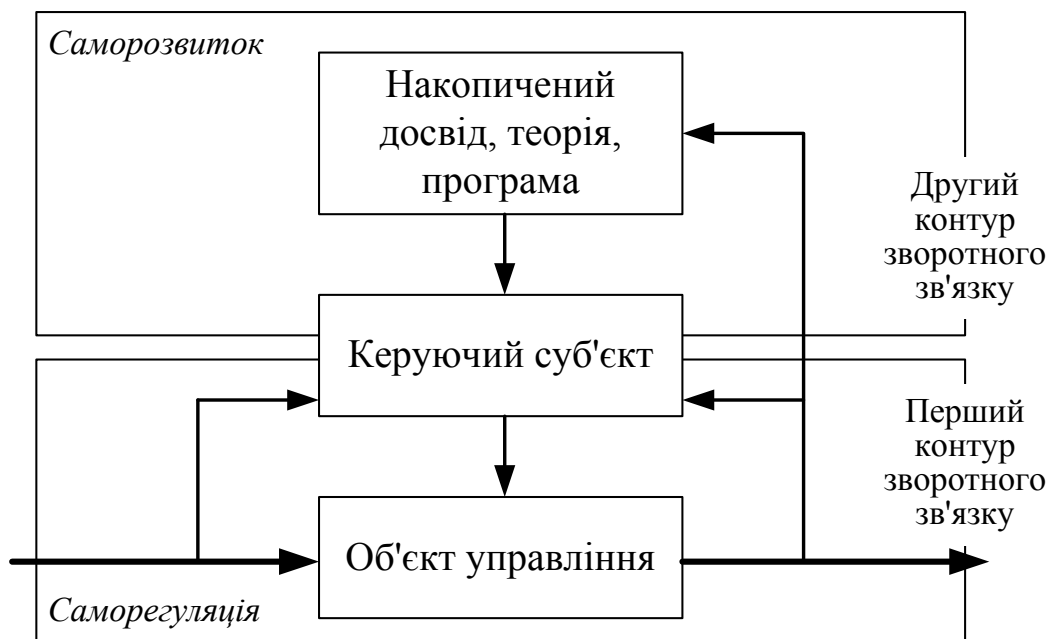 Саморозвиток
Накопичений
досвід, теорія,
програма
Другий
контур
зворотного
зв'язку
Керуючий суб'єкт
Перший
контур
зворотного
зв'язку
Об'єкт управління
Саморегуляція